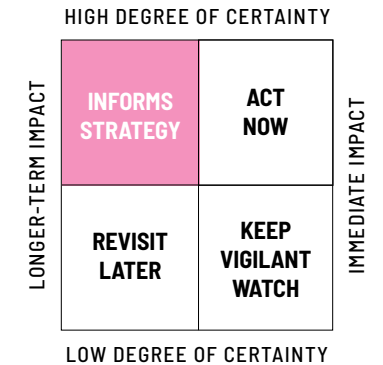 HIGH DEGREE OF CERTAINTY
LONGER-TERM IMPACT
INFORMS
STRATEGY
ACT
NOW
IMMEDIATE IMPACT
REVISIT
LATER
KEEP
VIGILANT
WATCH
LOW DEGREE OF CERTAINTY